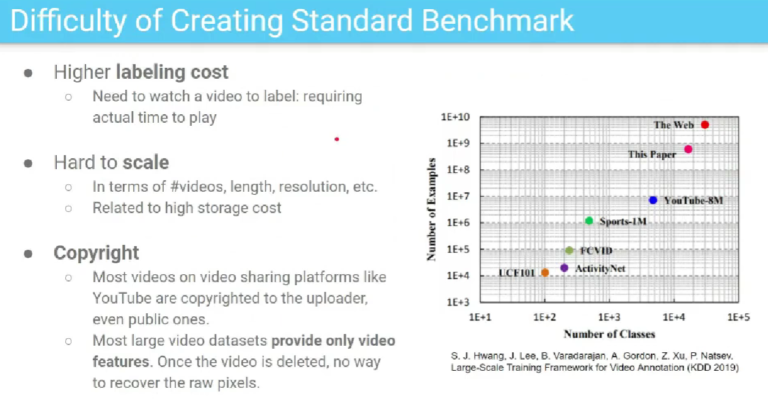 Difficulty of Creating Standard Benchmark
● Higher labeling cost
○ Need to watch a video to label: requiring
actual time to play
● Hard to scale
○ In terms of #videos, length, resolution, etc.
○ Related to high storage cost
● Copyright
○ Most videos on video sharing platforms like
YouTube are copyrighted to the uploader,
even public ones.
○ Most large video datasets provide only video
features. Once the video is deleted, no way
to recover the raw pixels.
Number of Examples
1E+10
1E+9
1E+8
1E+7
1E+6
1E+5
1E+4
1E+3
The Web
This Paper
YouTube-8M
Sports-1M
FCVID
ActivityNet
UCF101
1E+1 1E+2 1E+3 1E+4 1E+5
Number of Classes
S. J. Hwang, J. Lee, B. Varadarajan, A. Gordon, Z. Xu, P. Natsev.
Large-Scale Training Framework for Video Annotation (KDD 2019)